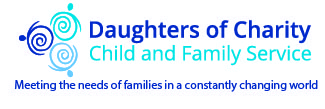 Daughters of Charity
Child and Family Service
Meeting the needs of families in a constantly changing world